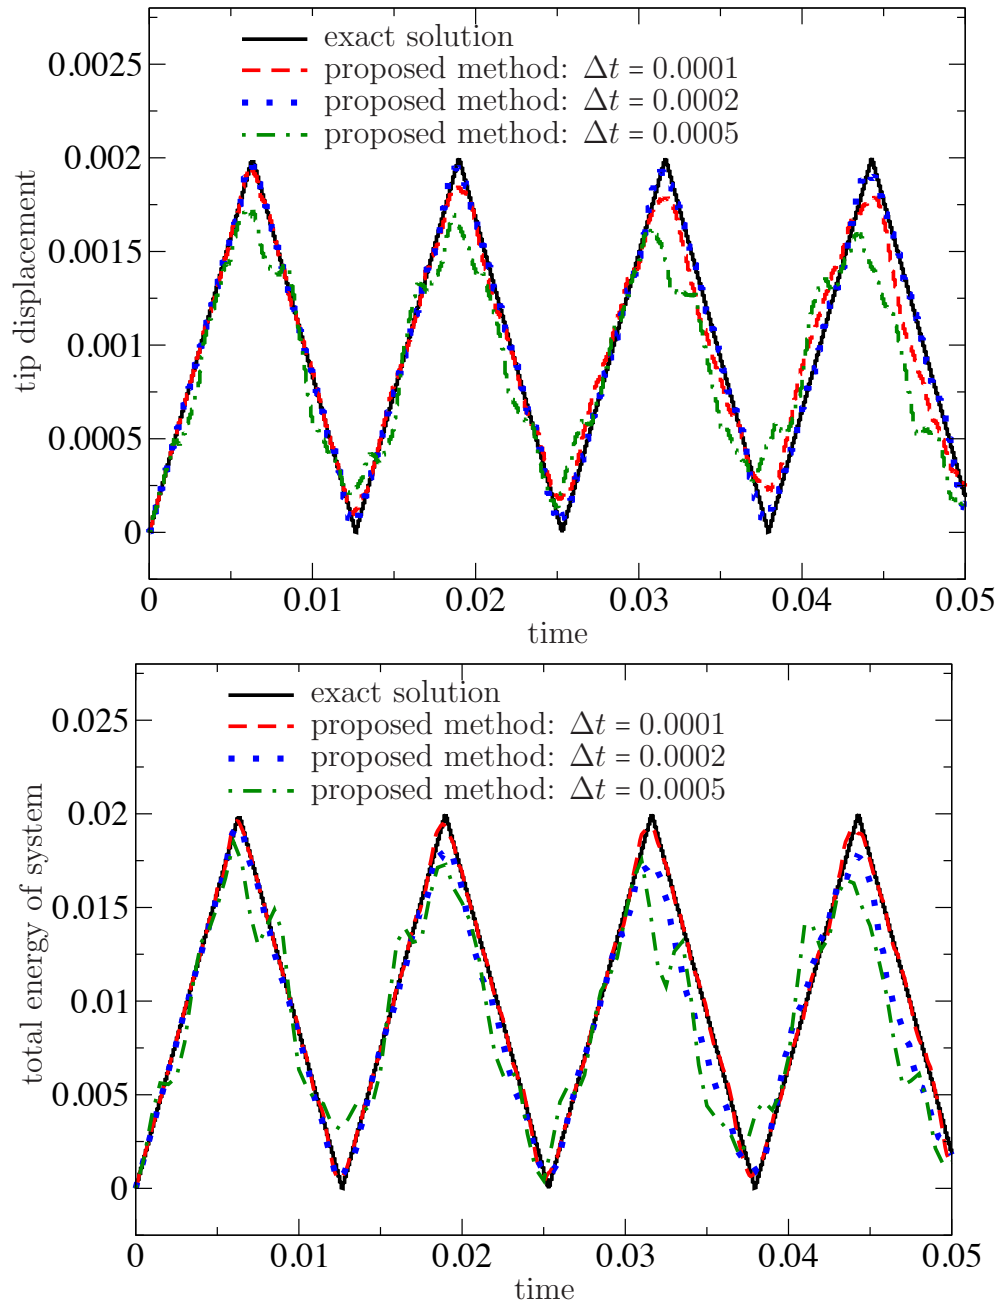 exact solution
proposed method: Δt = 0.0001
proposed method: Δt = 0.0002
proposed method: Δt = 0.0005
0.0025
0.002
0.0015
0.001
0.0005
0
tip displacement
0 0.01 0.02 0.03 0.04 0.05
time
exact solution
proposed method: Δt = 0.0001
proposed method: Δt = 0.0002
proposed method: Δt = 0.0005
0.025
0.02
0.015
0.01
0.005
0
total energy of system
0 0.01 0.02 0.03 0.04 0.05
time